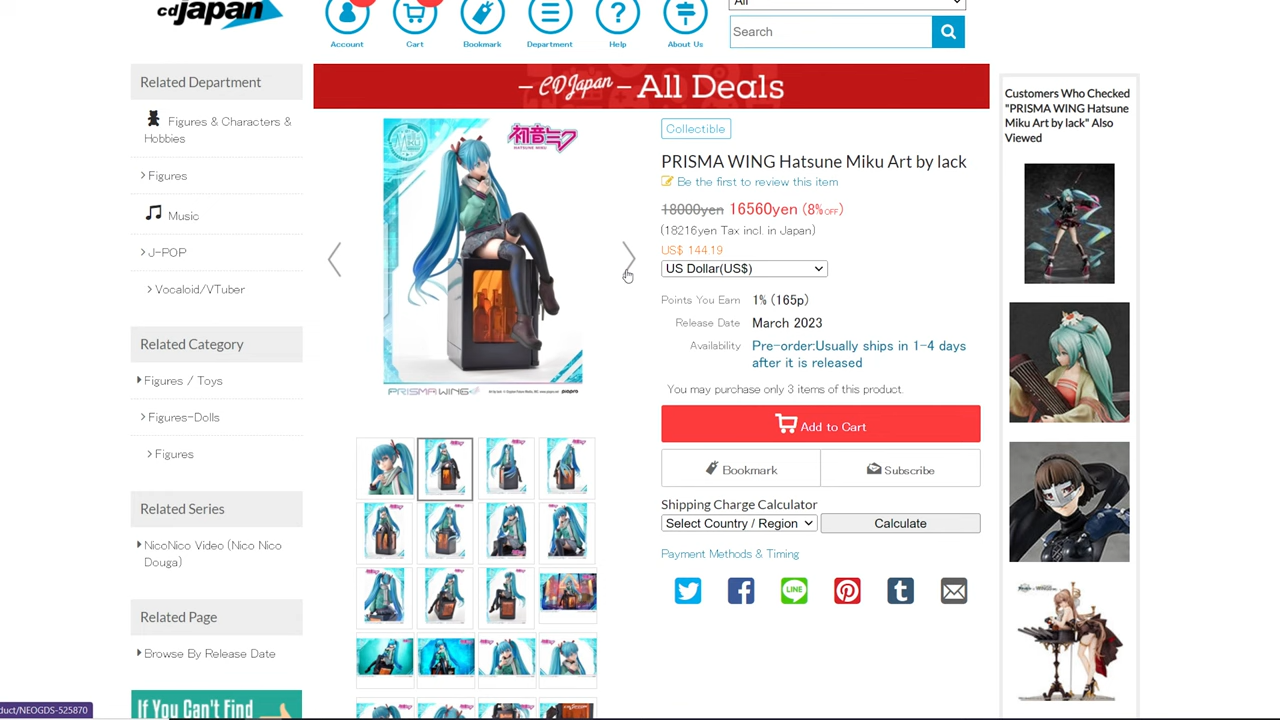 cdjapan
Account
Cart
Bookmark
Department
Help
About Us
All
Search
Related Department
Figures & Characters &
Hobbies
Figures
Music
J-POP
Vocaloid/VTuber
Related Category
Figures / Toys
Figures-Dolls
Figures
Related Series
NicoNico Video (Nico Nico
Douga)
Related Page
Browse By Release Date
If You Can't Find
duct/NEOGDS-525870
– CDJapan – All Deals
初音ミク
HATSUNE MIKU
PRISMA WING
piapro
Collectible
PRISMA WING Hatsune Miku Art by lack
Be the first to review this item
18000yen 16560yen (8%OFF)
(18216yen Tax incl. in Japan)
US$ 144.19
US Dollar(US$)
Points You Earn 1% (165p)
Release Date March 2023
Availability Pre-order:Usually ships in 1-4 days
after it is released
You may purchase only 3 items of this product.
Add to Cart
Bookmark
Subscribe
Shipping Charge Calculator
Select Country / Region
Calculate
Payment Methods & Timing
LINE
Customers Who Checked
"PRISMA WING Hatsune
Miku Art by lack" Also
Viewed